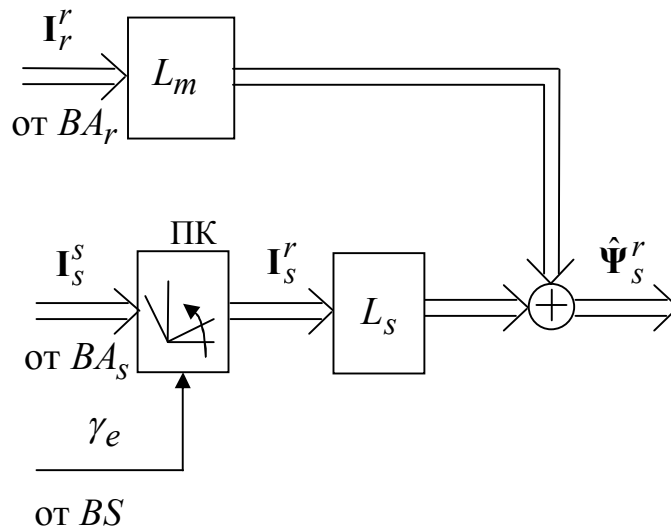 I_r^r
L_m
от BA_r
ПК
I_s^s
I_s^r
L_s
Ψ̂_s^r
от BA_s
γ_e
от BS